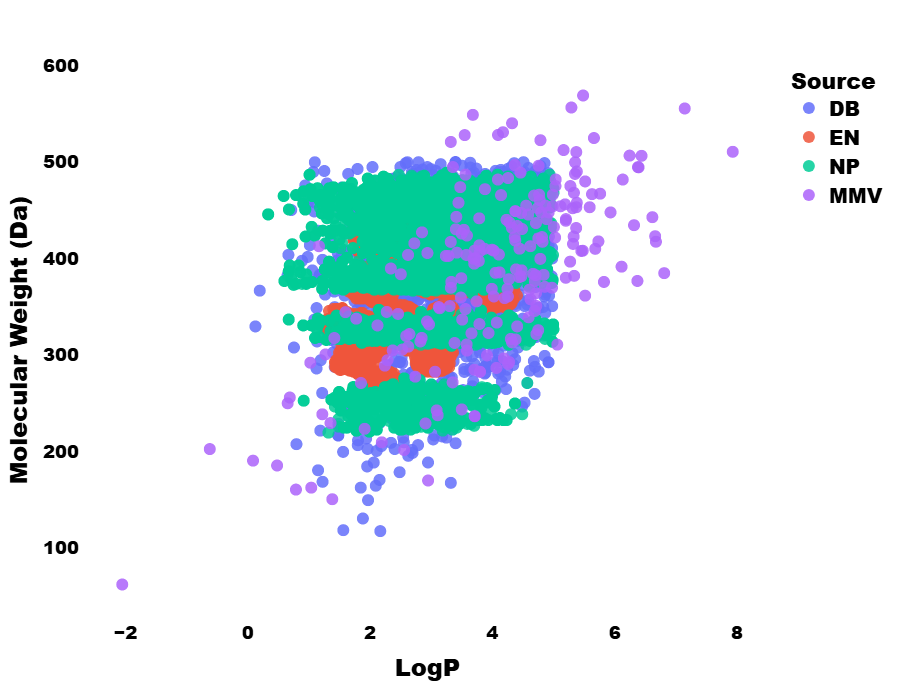 600
500
400
300
200
100
Molecular Weight (Da)
−2 0 2 4 6 8
LogP
Source
DB
EN
NP
MMV